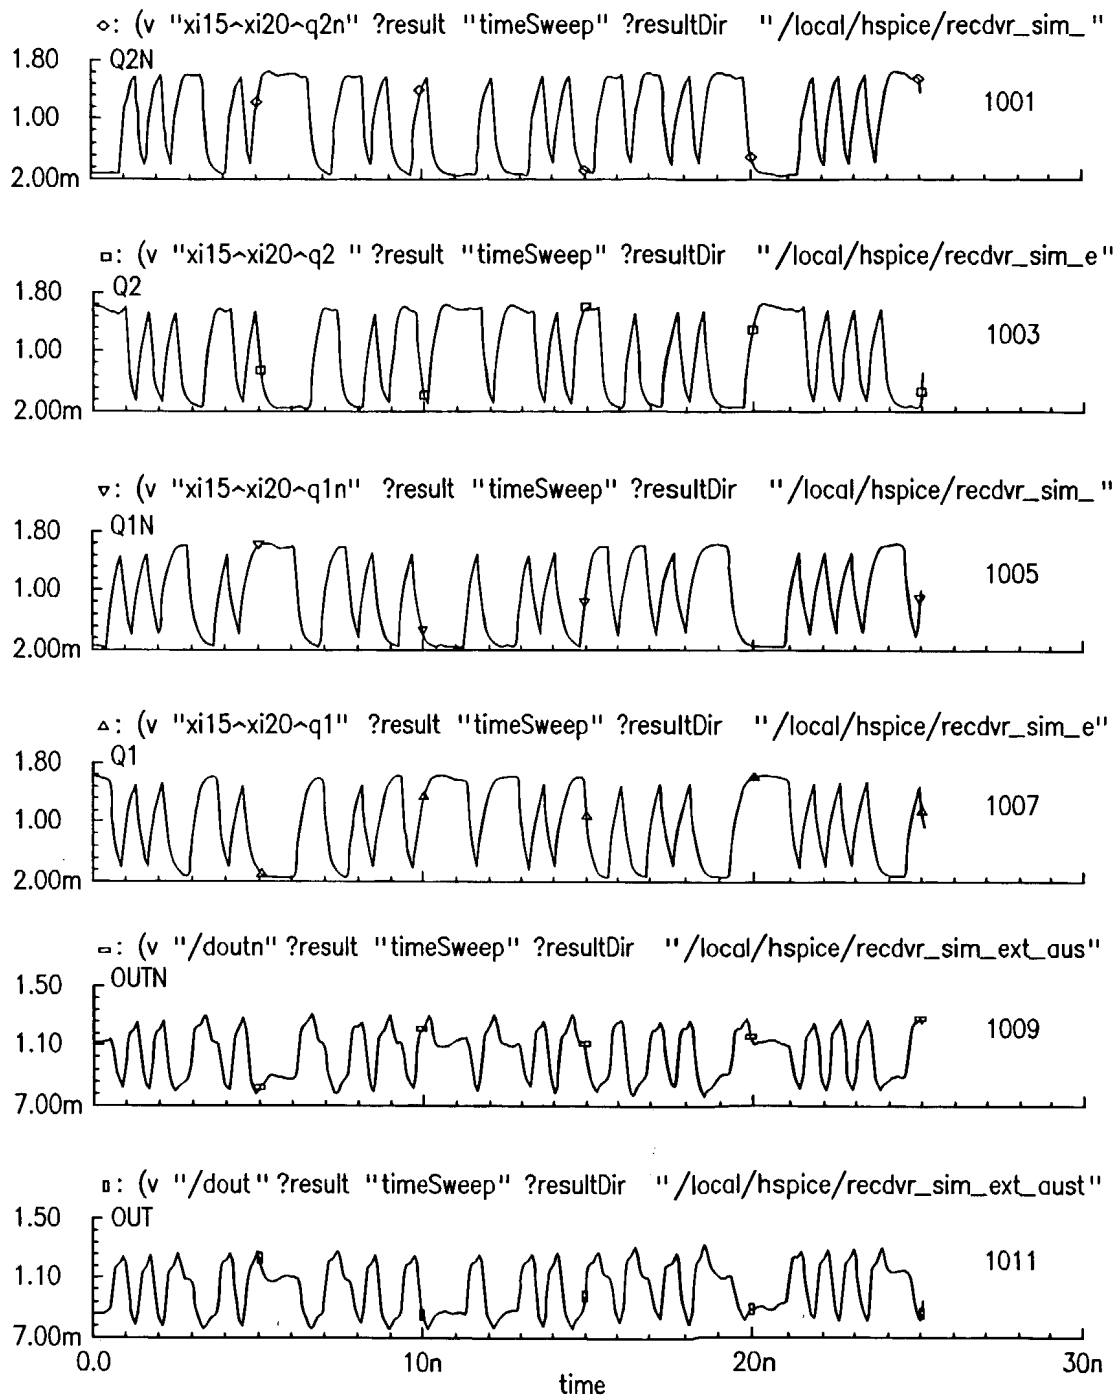 ◇: (v "xi15~xi20~q2n" ?result "timeSweep" ?resultDir "/local/hspice/recdvr_sim_"
1.80 Q2N
1.00 1001
2.00m
□: (v "xi15~xi20~q2 " ?result "timeSweep" ?resultDir "/local/hspice/recdvr_sim_e"
1.80 Q2
1.00 1003
2.00m
▿: (v "xi15~xi20~q1n" ?result "timeSweep" ?resultDir "/local/hspice/recdvr_sim_"
1.80 Q1N
1.00 1005
2.00m
▵: (v "xi15~xi20~q1" ?result "timeSweep" ?resultDir "/local/hspice/recdvr_sim_e"
1.80 Q1
1.00 1007
2.00m
▭: (v "/doutn" ?result "timeSweep" ?resultDir "/local/hspice/recdvr_sim_ext_aus"
1.50 OUTN
1.10 1009
7.00m
▯: (v "/dout" ?result "timeSweep" ?resultDir "/local/hspice/recdvr_sim_ext_aust"
1.50 OUT
1.10 1011
7.00m
0.0 10n 20n 30n
time